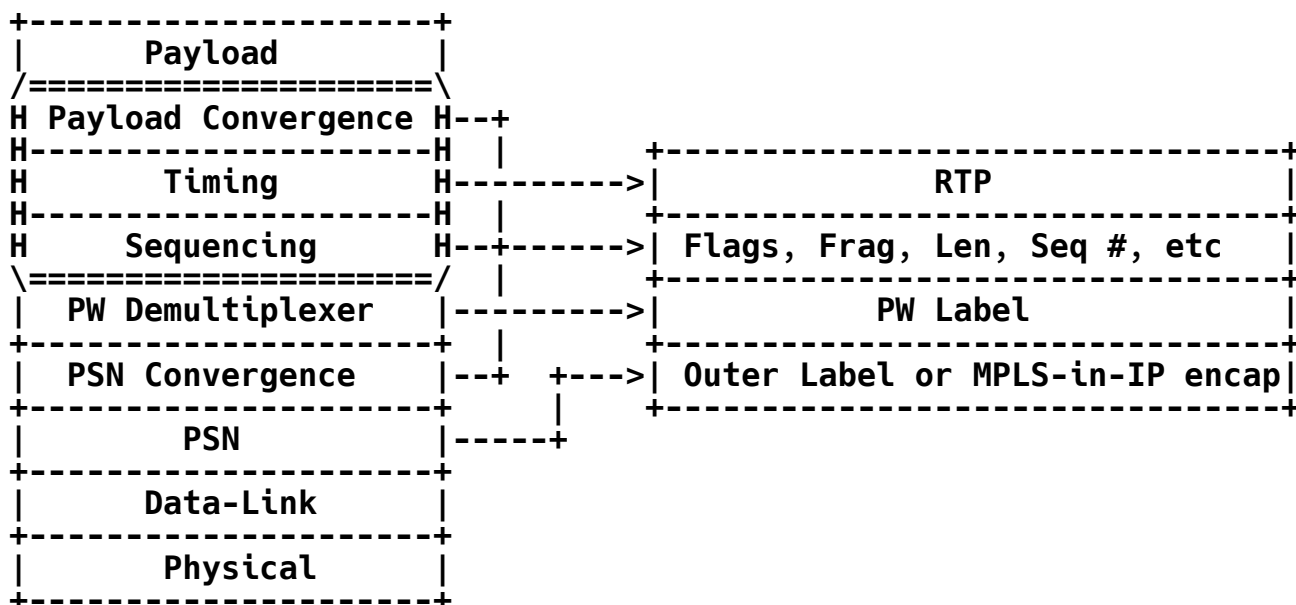 Payload
Payload Convergence
Timing RTP
Sequencing Flags, Frag, Len, Seq #, etc
PW Demultiplexer PW Label
PSN Convergence Outer Label or MPLS-in-IP encap
PSN
Data-Link
Physical